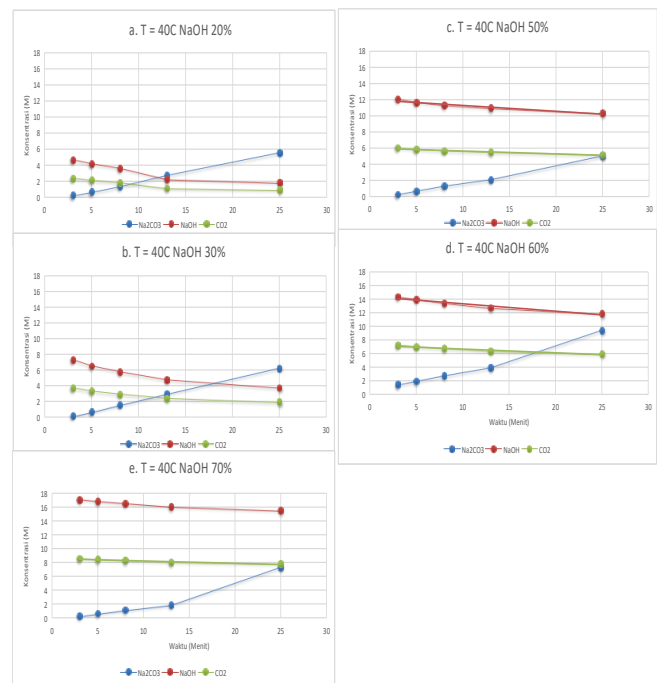 a. T = 40C NaOH 20%
Konsentrasi (M)
18
16
14
12
10
8
6
4
2
0
0 5 10 15 20 25 30
Na2CO3 NaOH CO2
b. T = 40C NaOH 30%
Konsentrasi (M)
18
16
14
12
10
8
6
4
2
0
0 5 10 15 20 25 30
Na2CO3 NaOH CO2
c. T = 40C NaOH 50%
Konsentrasi (M)
18
16
14
12
10
8
6
4
2
0
0 5 10 15 20 25 30
Na2CO3 NaOH CO2
d. T = 40C NaOH 60%
Konsentrasi (M)
18
16
14
12
10
8
6
4
2
0
0 5 10 15 20 25 30
Waktu (Menit)
Na2CO3 NaOH CO2
e. T = 40C NaOH 70%
Konsentrasi (M)
18
16
14
12
10
8
6
4
2
0
0 5 10 15 20 25 30
Waktu (Menit)
Na2CO3 NaOH CO2